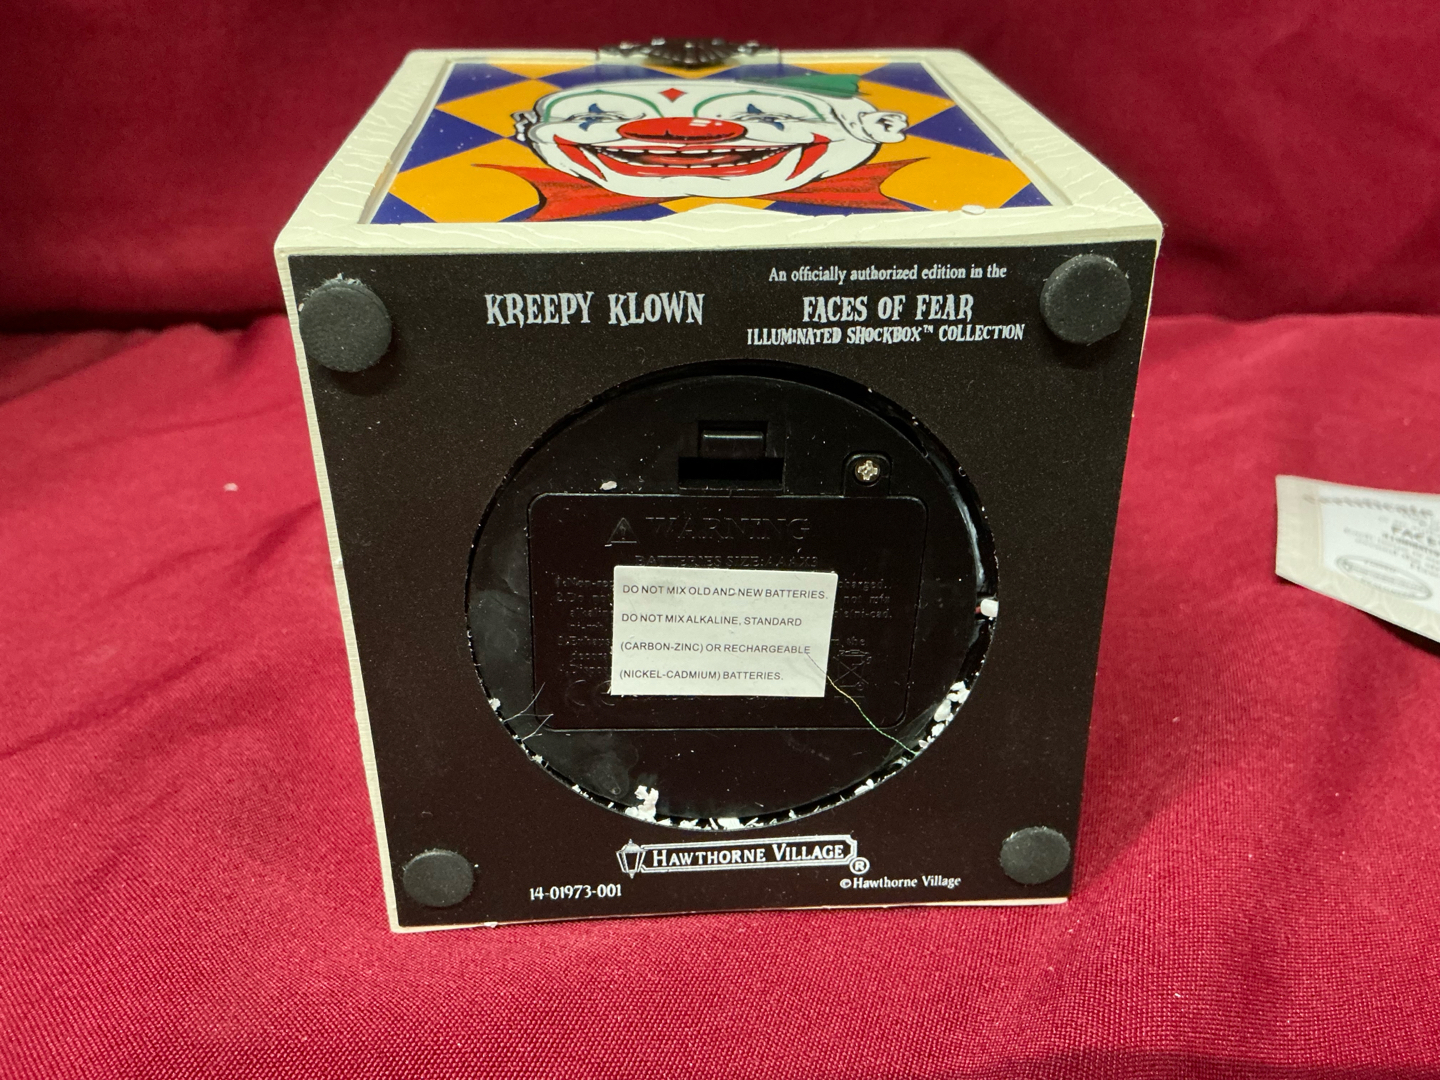 KREEPY KLOWN
An officially authorized edition in the
FACES OF FEAR
ILLUMINATED SHOCKBOX™ COLLECTION
WARNING
BATTERIES SIZE:
DO NOT MIX OLD AND NEW BATTERIES.
DO NOT MIX ALKALINE, STANDARD
(CARBON-ZINC) OR RECHARGEABLE
(NICKEL-CADMIUM) BATTERIES.
HAWTHORNE VILLAGE®
14-01973-001
©Hawthorne Village